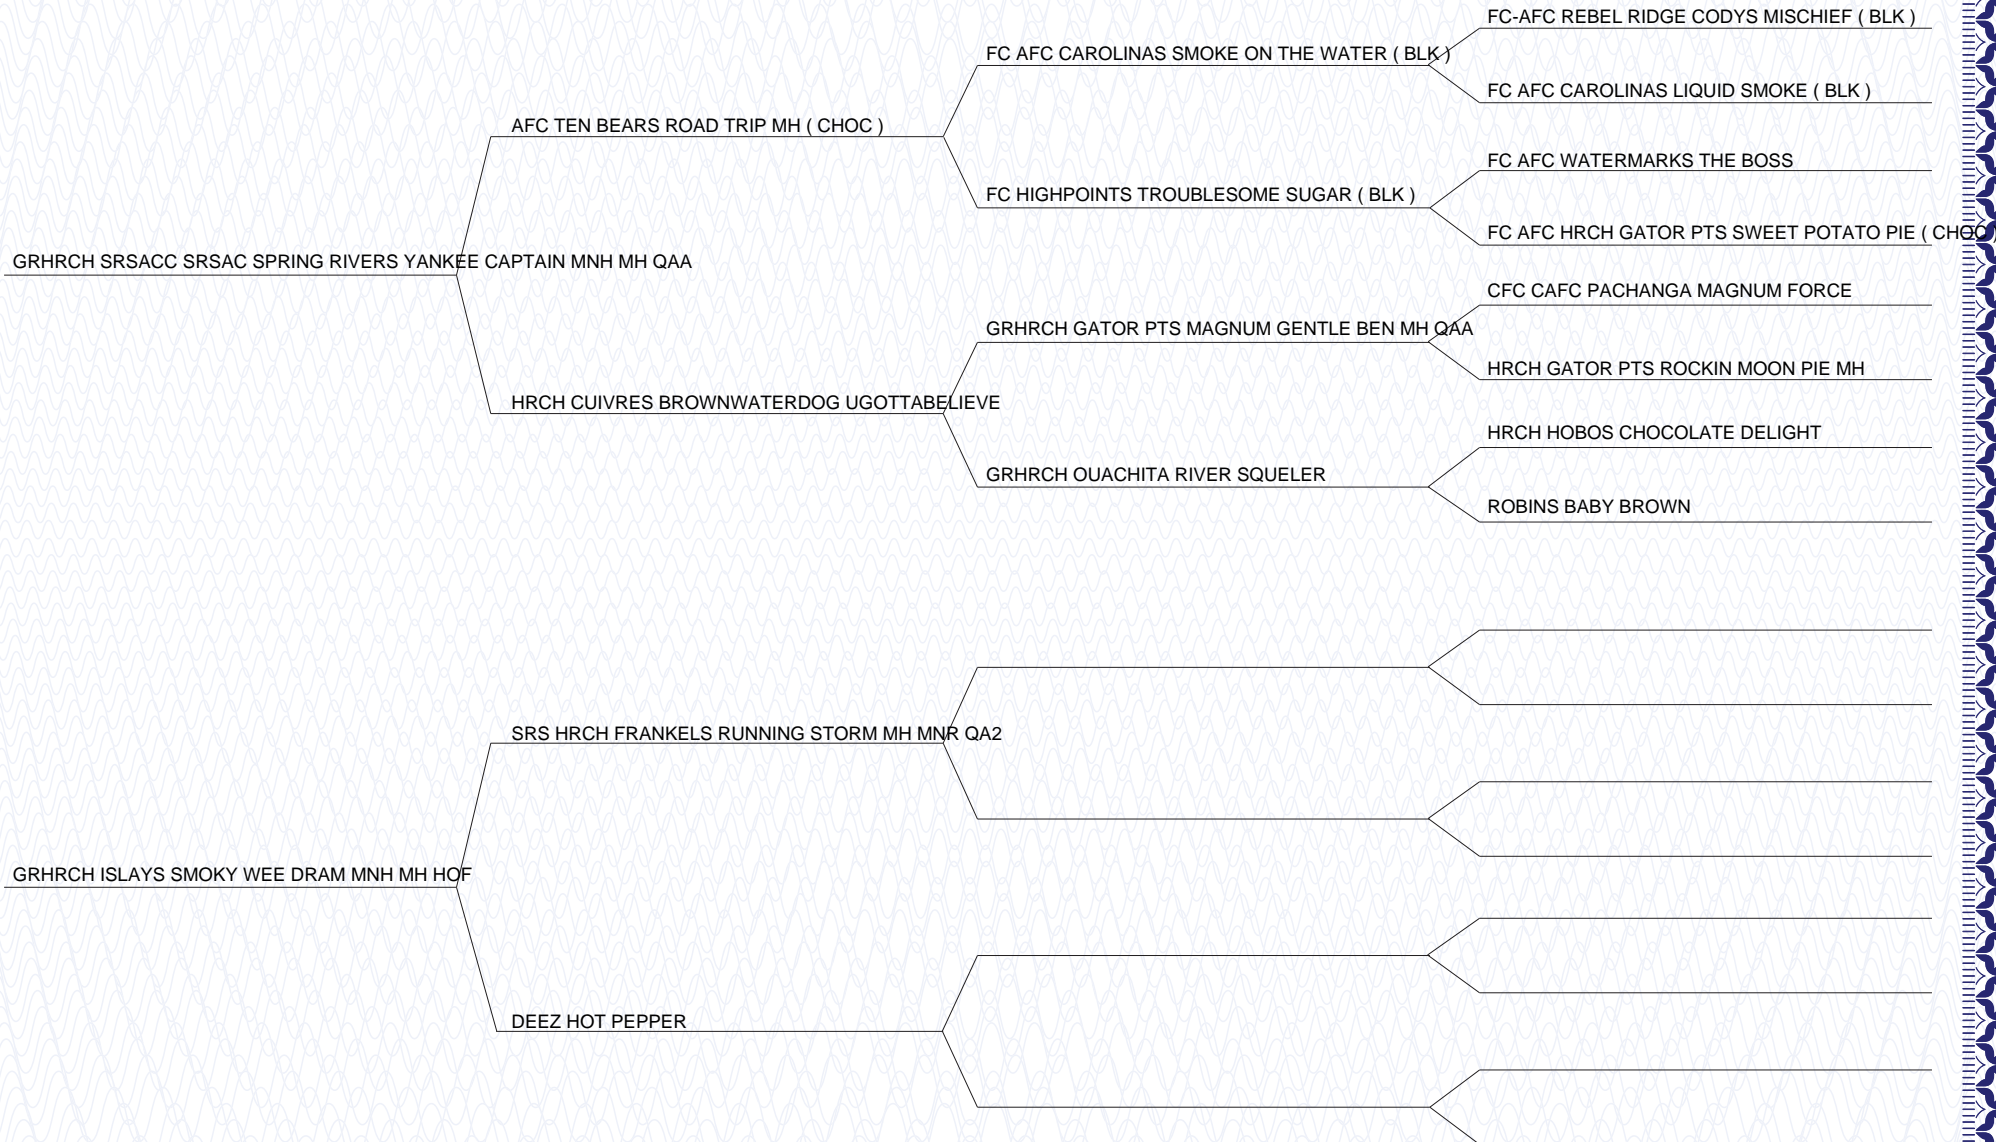 FC-AFC REBEL RIDGE CODYS MISCHIEF ( BLK )
FC AFC CAROLINAS SMOKE ON THE WATER ( BLK )
FC AFC CAROLINAS LIQUID SMOKE ( BLK )
AFC TEN BEARS ROAD TRIP MH ( CHOC )
FC AFC WATERMARKS THE BOSS
FC HIGHPOINTS TROUBLESOME SUGAR ( BLK )
FC AFC HRCH GATOR PTS SWEET POTATO PIE ( CHOC )
GRHRCH SRSACC SRSAC SPRING RIVERS YANKEE CAPTAIN MNH MH QAA
CFC CAFC PACHANGA MAGNUM FORCE
GRHRCH GATOR PTS MAGNUM GENTLE BEN MH QAA
HRCH GATOR PTS ROCKIN MOON PIE MH
HRCH CUIVRES BROWNWATERDOG UGOTTABELIEVE
HRCH HOBOS CHOCOLATE DELIGHT
GRHRCH OUACHITA RIVER SQUELER
ROBINS BABY BROWN
SRS HRCH FRANKELS RUNNING STORM MH MNR QA2
GRHRCH ISLAYS SMOKY WEE DRAM MNH MH HOF
DEEZ HOT PEPPER